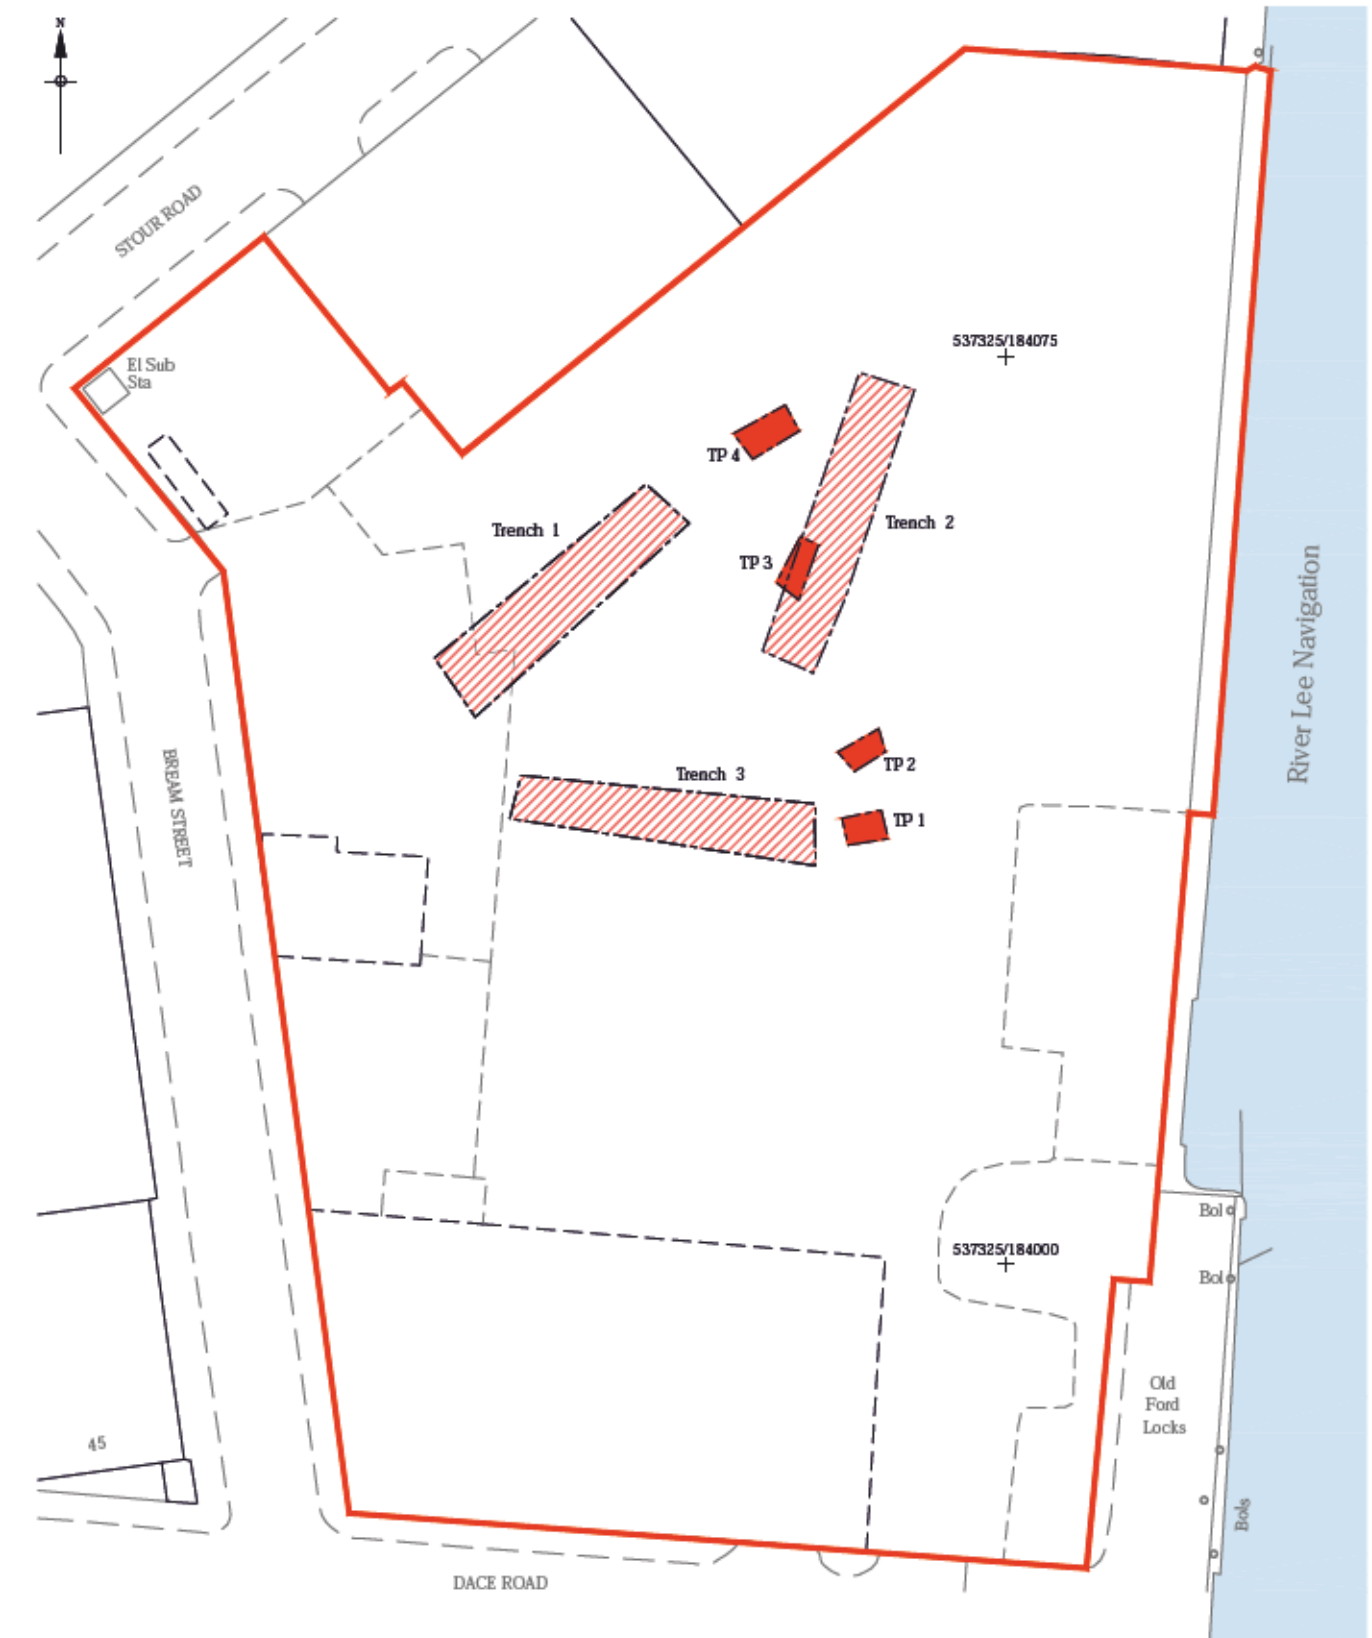 N
STOUR ROAD
El Sub
Sta
537325/184075
TP 4
Trench 1
Trench 2
TP 3
River Lee Navigation
BREAM STREET
TP 2
Trench 3
TP 1
Bol
537325/184000
Bol
Old
Ford
Locks
45
Bols
DACE ROAD